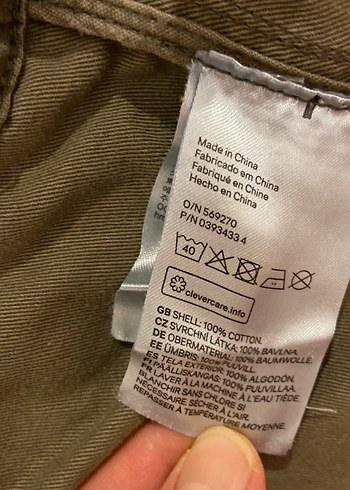 Made in China
Fabricado em China
Fabriqué en Chine
Hecho en China
O/N 569270
P/N 0393433 4
40
clevercare.info
GB SHELL: 100% COTTON.
CZ SVRCHNÍ LÁTKA: 100% BAVLNA.
DE OBERMATERIAL: 100% BAUMWOLLE.
EE ÜMBRIS: 100% PUUVILL.
ES TELA EXTERIOR: 100% ALGODÓN.
FI PÄÄLLISKANGAS: 100% PUUVILLAA.
FR LAVER À LA MACHINE À L'EAU TIÈDE.
BLANCHIR SANS CHLORE SI
NÉCESSAIRE. SÉCHER À L'AIR.
REPASSER À TEMPÉRATURE MOYENNE.